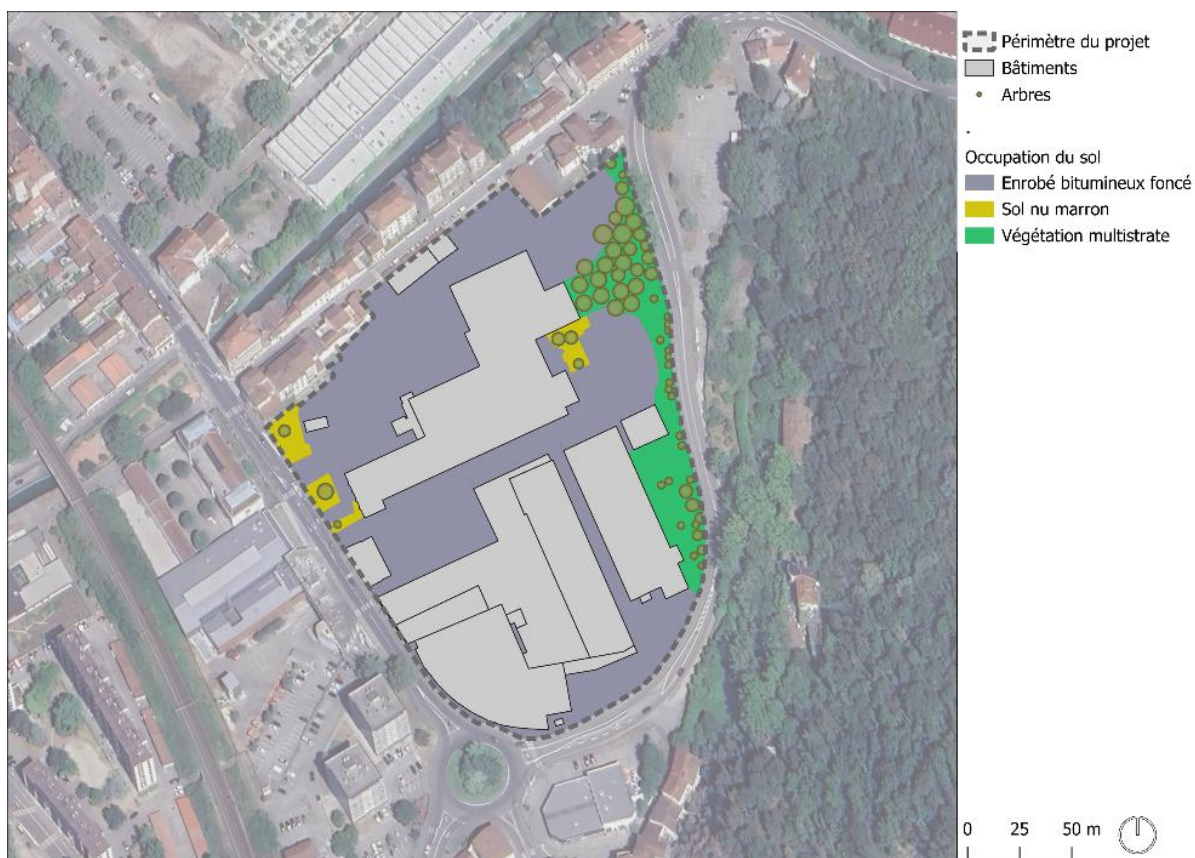 Périmètre du projet
Bâtiments
Arbres
.
Occupation du sol
Enrobé bitumineux foncé
Sol nu marron
Végétation multistrate
0 25 50 m